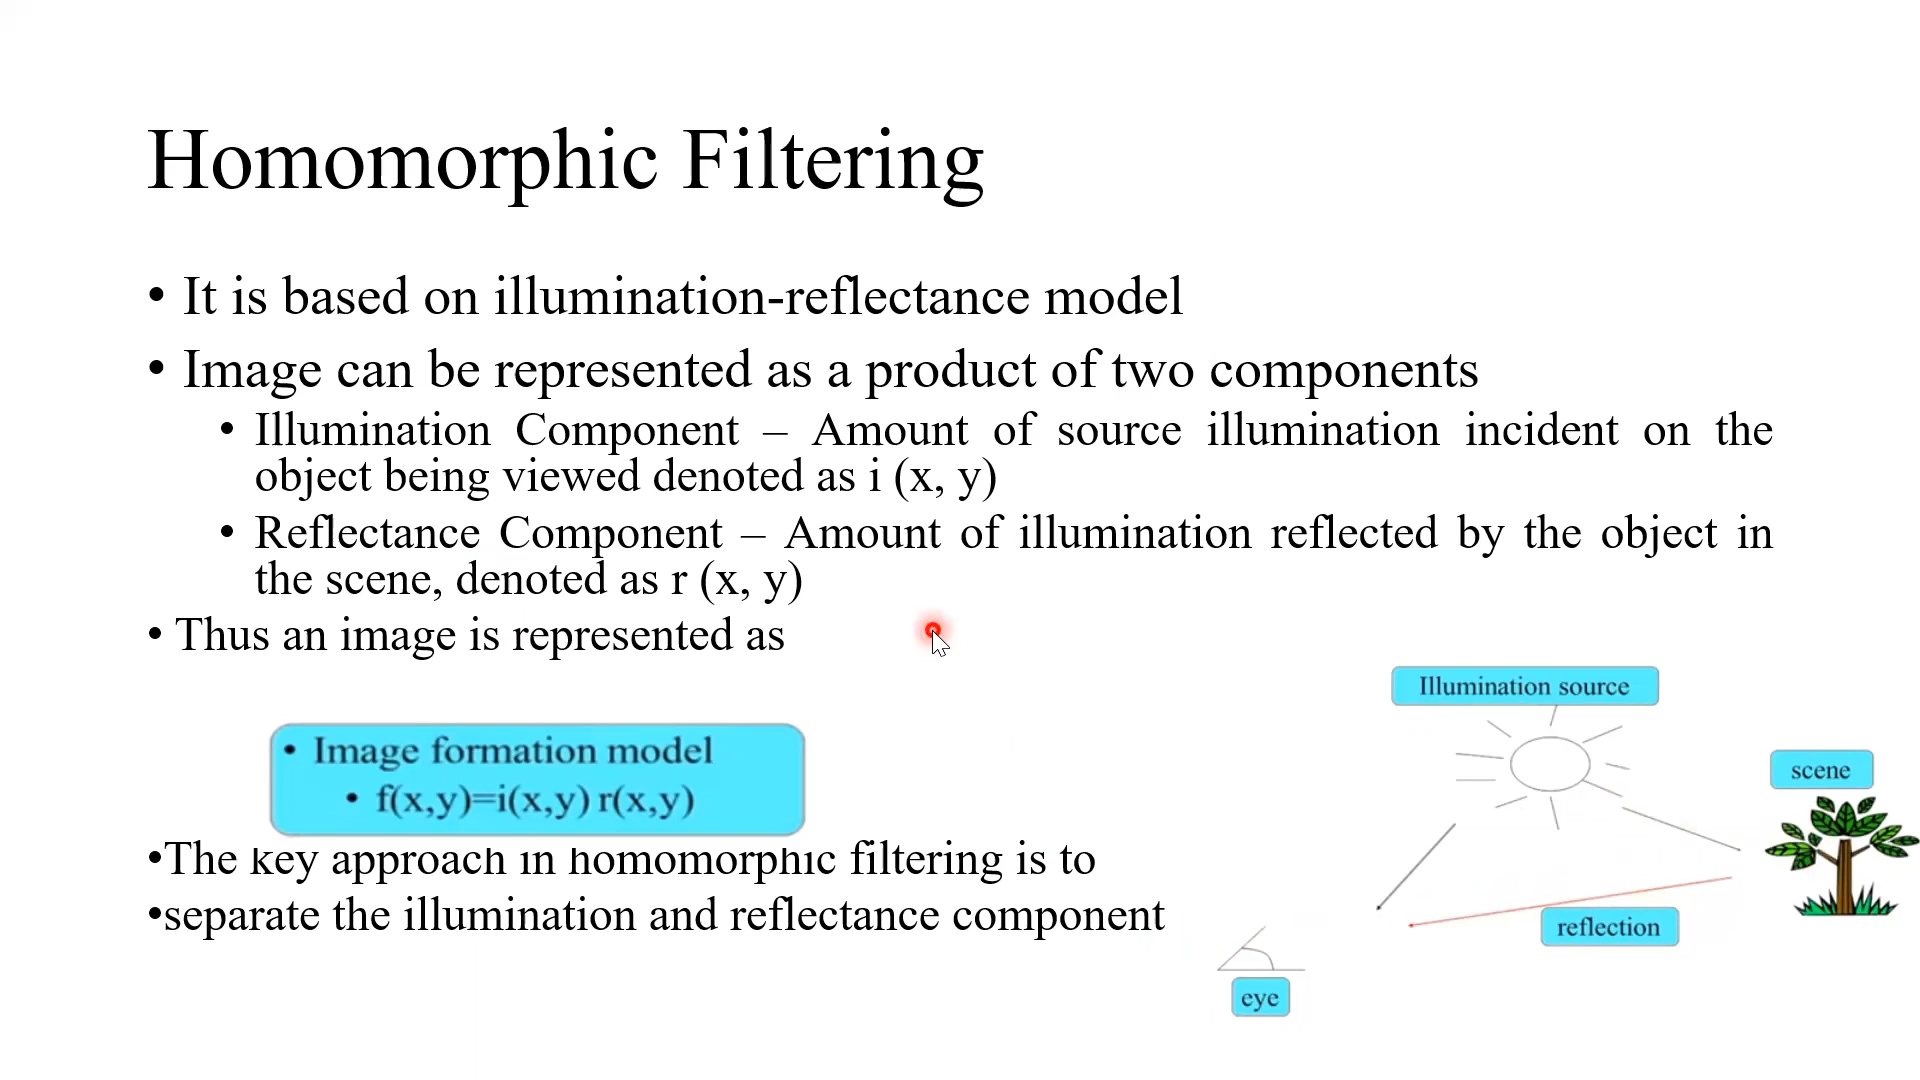 Homomorphic Filtering
• It is based on illumination-reflectance model
• Image can be represented as a product of two components
• Illumination Component – Amount of source illumination incident on the
object being viewed denoted as i (x, y)
• Reflectance Component – Amount of illumination reflected by the object in
the scene, denoted as r (x, y)
• Thus an image is represented as
Illumination source
• Image formation model
• f(x,y)=i(x,y) r(x,y)
scene
•The key approach in homomorphic filtering is to
•separate the illumination and reflectance component
reflection
eye